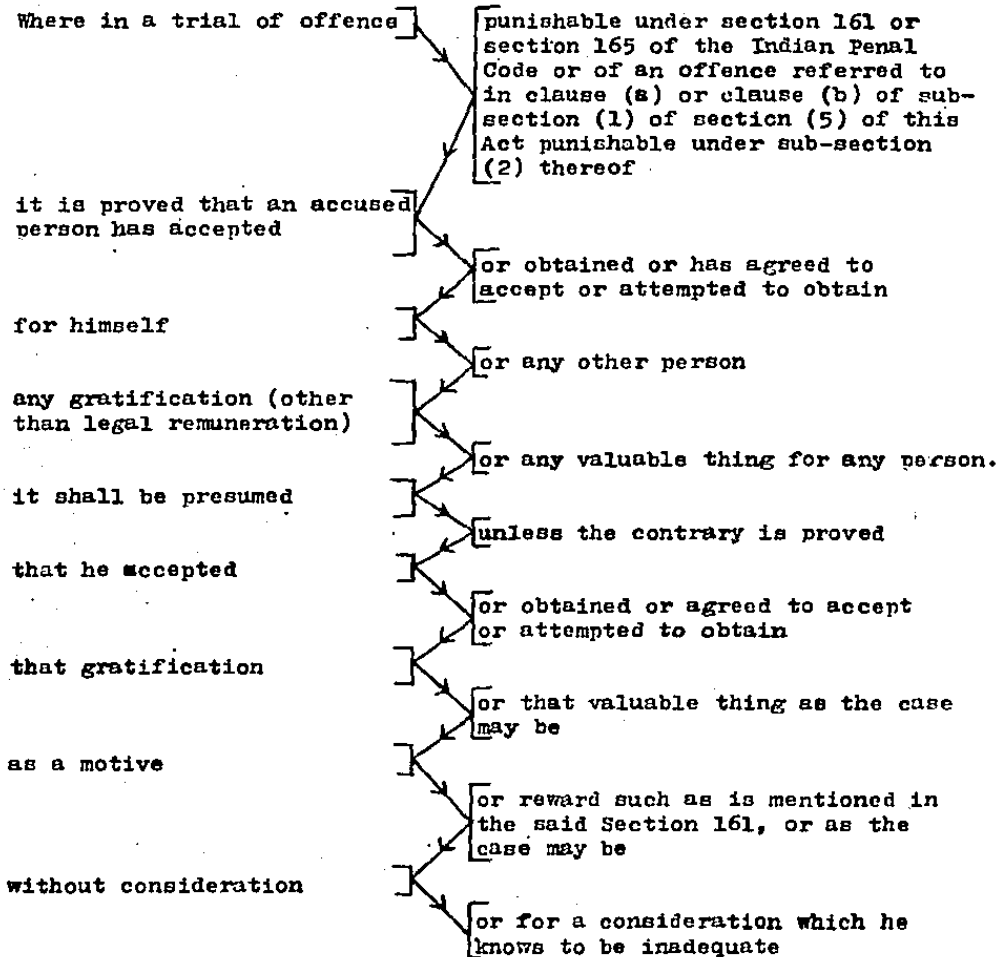 Where in a trial of offence
punishable under section 161 or
section 165 of the Indian Penal
Code or of an offence referred to
in clause (a) or clause (b) of sub-
section (1) of section (5) of this
Act punishable under sub-section
(2) thereof
it is proved that an accused
person has accepted
or obtained or has agreed to
accept or attempted to obtain
for himself
or any other person
any gratification (other
than legal remuneration)
or any valuable thing for any person.
it shall be presumed
unless the contrary is proved
that he accepted
or obtained or agreed to accept
or attempted to obtain
that gratification
or that valuable thing as the case
may be
as a motive
or reward such as is mentioned in
the said Section 161, or as the
case may be
without consideration
or for a consideration which he
knows to be inadequate